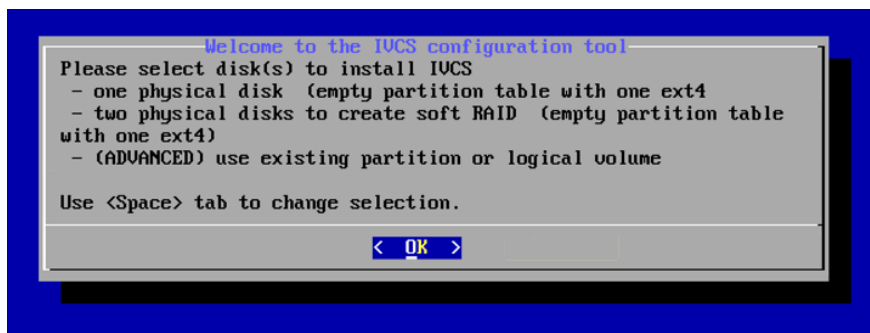 Welcome to the IVCS configuration tool
Please select disk(s) to install IVCS
- one physical disk (empty partition table with one ext4
- two physical disks to create soft RAID (empty partition table
with one ext4)
- (ADVANCED) use existing partition or logical volume
Use <Space> tab to change selection.
< OK >